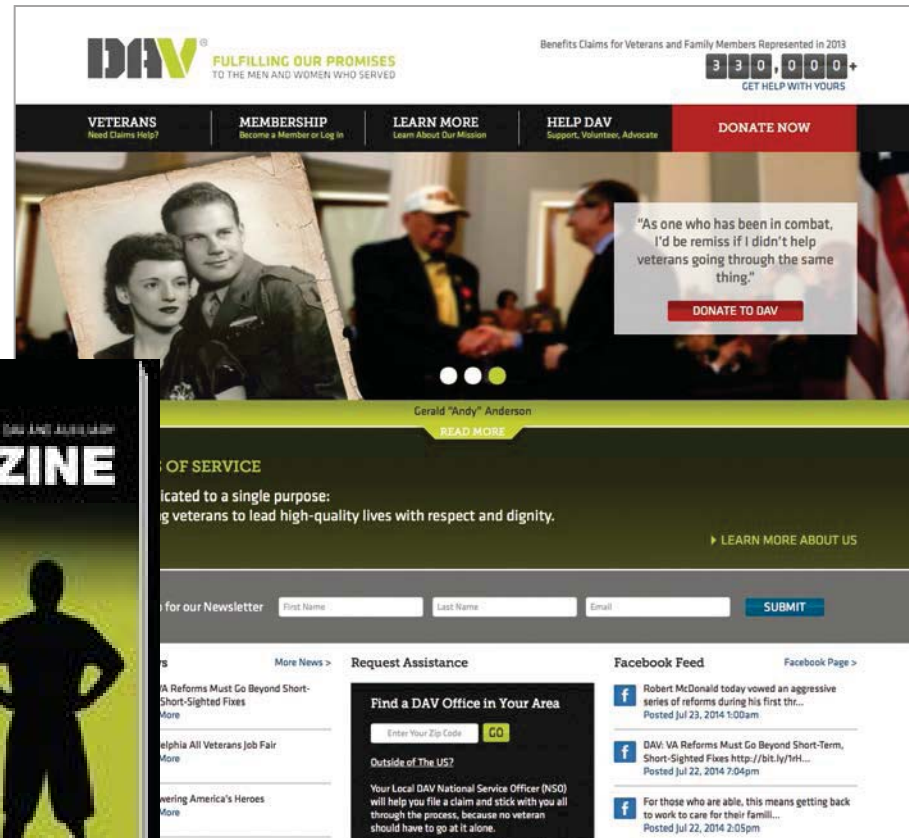 DAV®
FULFILLING OUR PROMISES
TO THE MEN AND WOMEN WHO SERVED
Benefits Claims for Veterans and Family Members Represented in 2013
330,000+
GET HELP WITH YOURS
VETERANS
Need Claims Help?
MEMBERSHIP
Become a Member or Log In
LEARN MORE
Learn About Our Mission
HELP DAV
Support, Volunteer, Advocate
DONATE NOW
"As one who has been in combat,
I'd be remiss if I didn't help
veterans going through the same
thing."
DONATE TO DAV
Gerald "Andy" Anderson
READ MORE
DAV AND AUXILIARY
ZINE
OF SERVICE
icated to a single purpose:
g veterans to lead high-quality lives with respect and dignity.
LEARN MORE ABOUT US
for our Newsletter
First Name
Last Name
Email
SUBMIT
s
More News >
VA Reforms Must Go Beyond Short-
Short-Sighted Fixes
More
elphia All Veterans Job Fair
More
wering America's Heroes
More
Request Assistance
Find a DAV Office in Your Area
Enter Your Zip Code
GO
Outside of The US?
Your Local DAV National Service Officer (NSO)
will help you file a claim and stick with you all
through the process, because no veteran
should have to go at it alone.
Facebook Feed
Facebook Page >
Robert McDonald today vowed an aggressive
series of reforms during his first thr...
Posted Jul 23, 2014 1:00am
DAV: VA Reforms Must Go Beyond Short-Term,
Short-Sighted Fixes http://bit.ly/1rH...
Posted Jul 22, 2014 7:04pm
For those who are able, this means getting back
to work to care for their famili...
Posted Jul 22, 2014 2:05pm